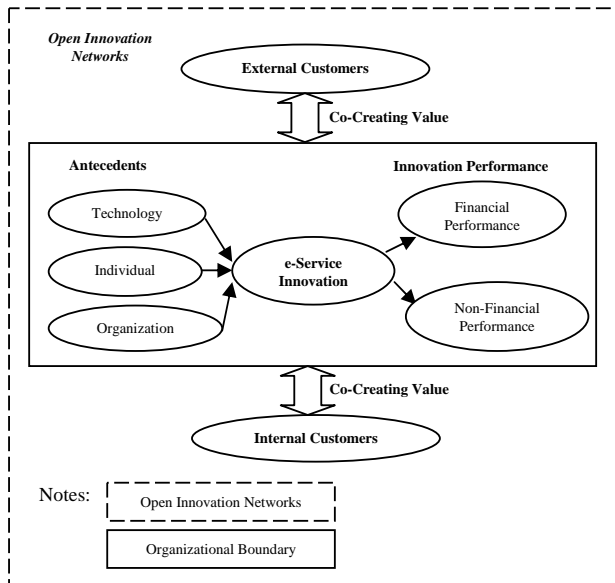 Open Innovation
Networks
External Customers
Co-Creating Value
Antecedents
Innovation Performance
Technology
Individual
Organization
e-Service
Innovation
Financial
Performance
Non-Financial
Performance
Co-Creating Value
Internal Customers
Notes:
Open Innovation Networks
Organizational Boundary